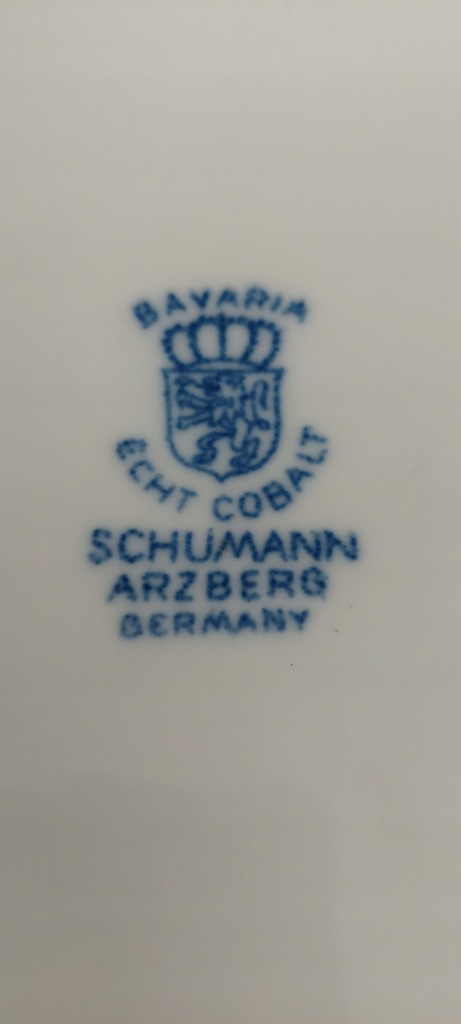 BAVARIA
ECHT COBALT
SCHUMANN
ARZBERG
GERMANY